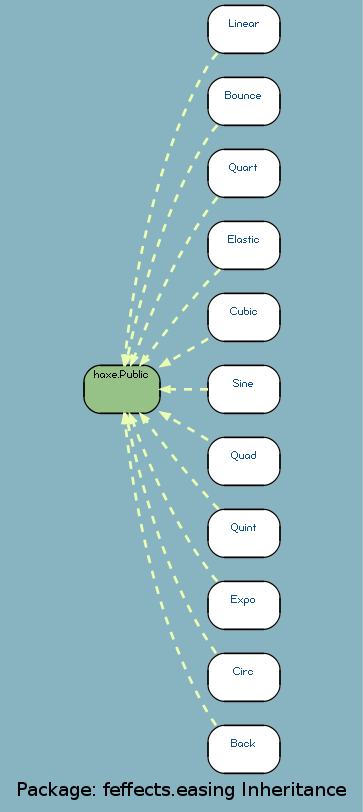 Linear
Bounce
Quart
Elastic
Cubic
haxe.Public
Sine
Quad
Quint
Expo
Circ
Back
Package: feffects.easing Inheritance